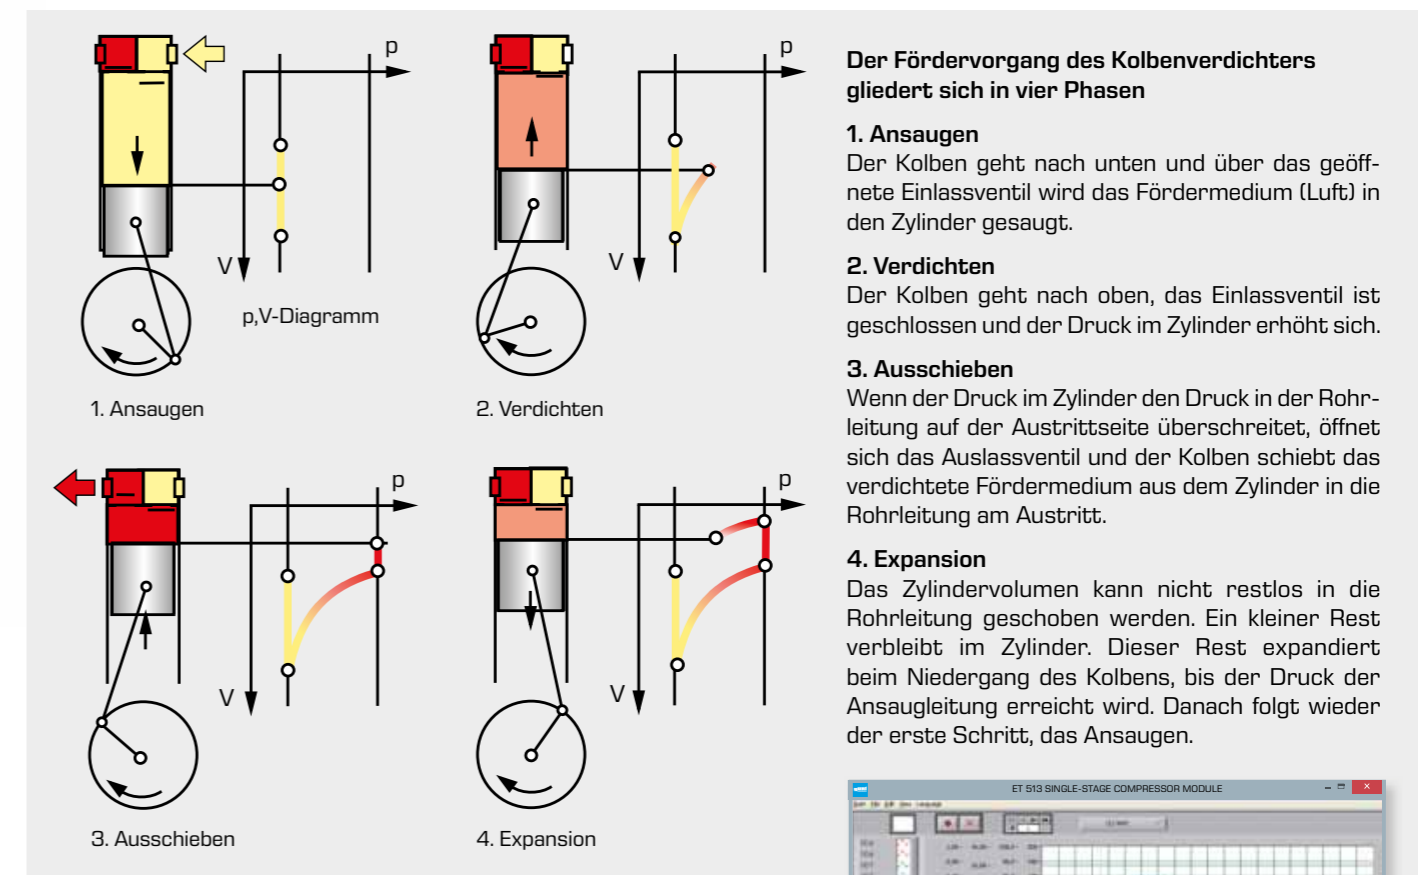 p
V
p,V-Diagramm
1. Ansaugen
p
V
2. Verdichten
p
V
3. Ausschieben
p
V
4. Expansion
Der Fördervorgang des Kolbenverdichters
gliedert sich in vier Phasen
1. Ansaugen
Der Kolben geht nach unten und über das geöff-
nete Einlassventil wird das Fördermedium (Luft) in
den Zylinder gesaugt.
2. Verdichten
Der Kolben geht nach oben, das Einlassventil ist
geschlossen und der Druck im Zylinder erhöht sich.
3. Ausschieben
Wenn der Druck im Zylinder den Druck in der Rohr-
leitung auf der Austrittseite überschreitet, öffnet
sich das Auslassventil und der Kolben schiebt das
verdichtete Fördermedium aus dem Zylinder in die
Rohrleitung am Austritt.
4. Expansion
Das Zylindervolumen kann nicht restlos in die
Rohrleitung geschoben werden. Ein kleiner Rest
verbleibt im Zylinder. Dieser Rest expandiert
beim Niedergang des Kolbens, bis der Druck der
Ansaugleitung erreicht wird. Danach folgt wieder
der erste Schritt, das Ansaugen.
ET 513 SINGLE-STAGE COMPRESSOR MODULE